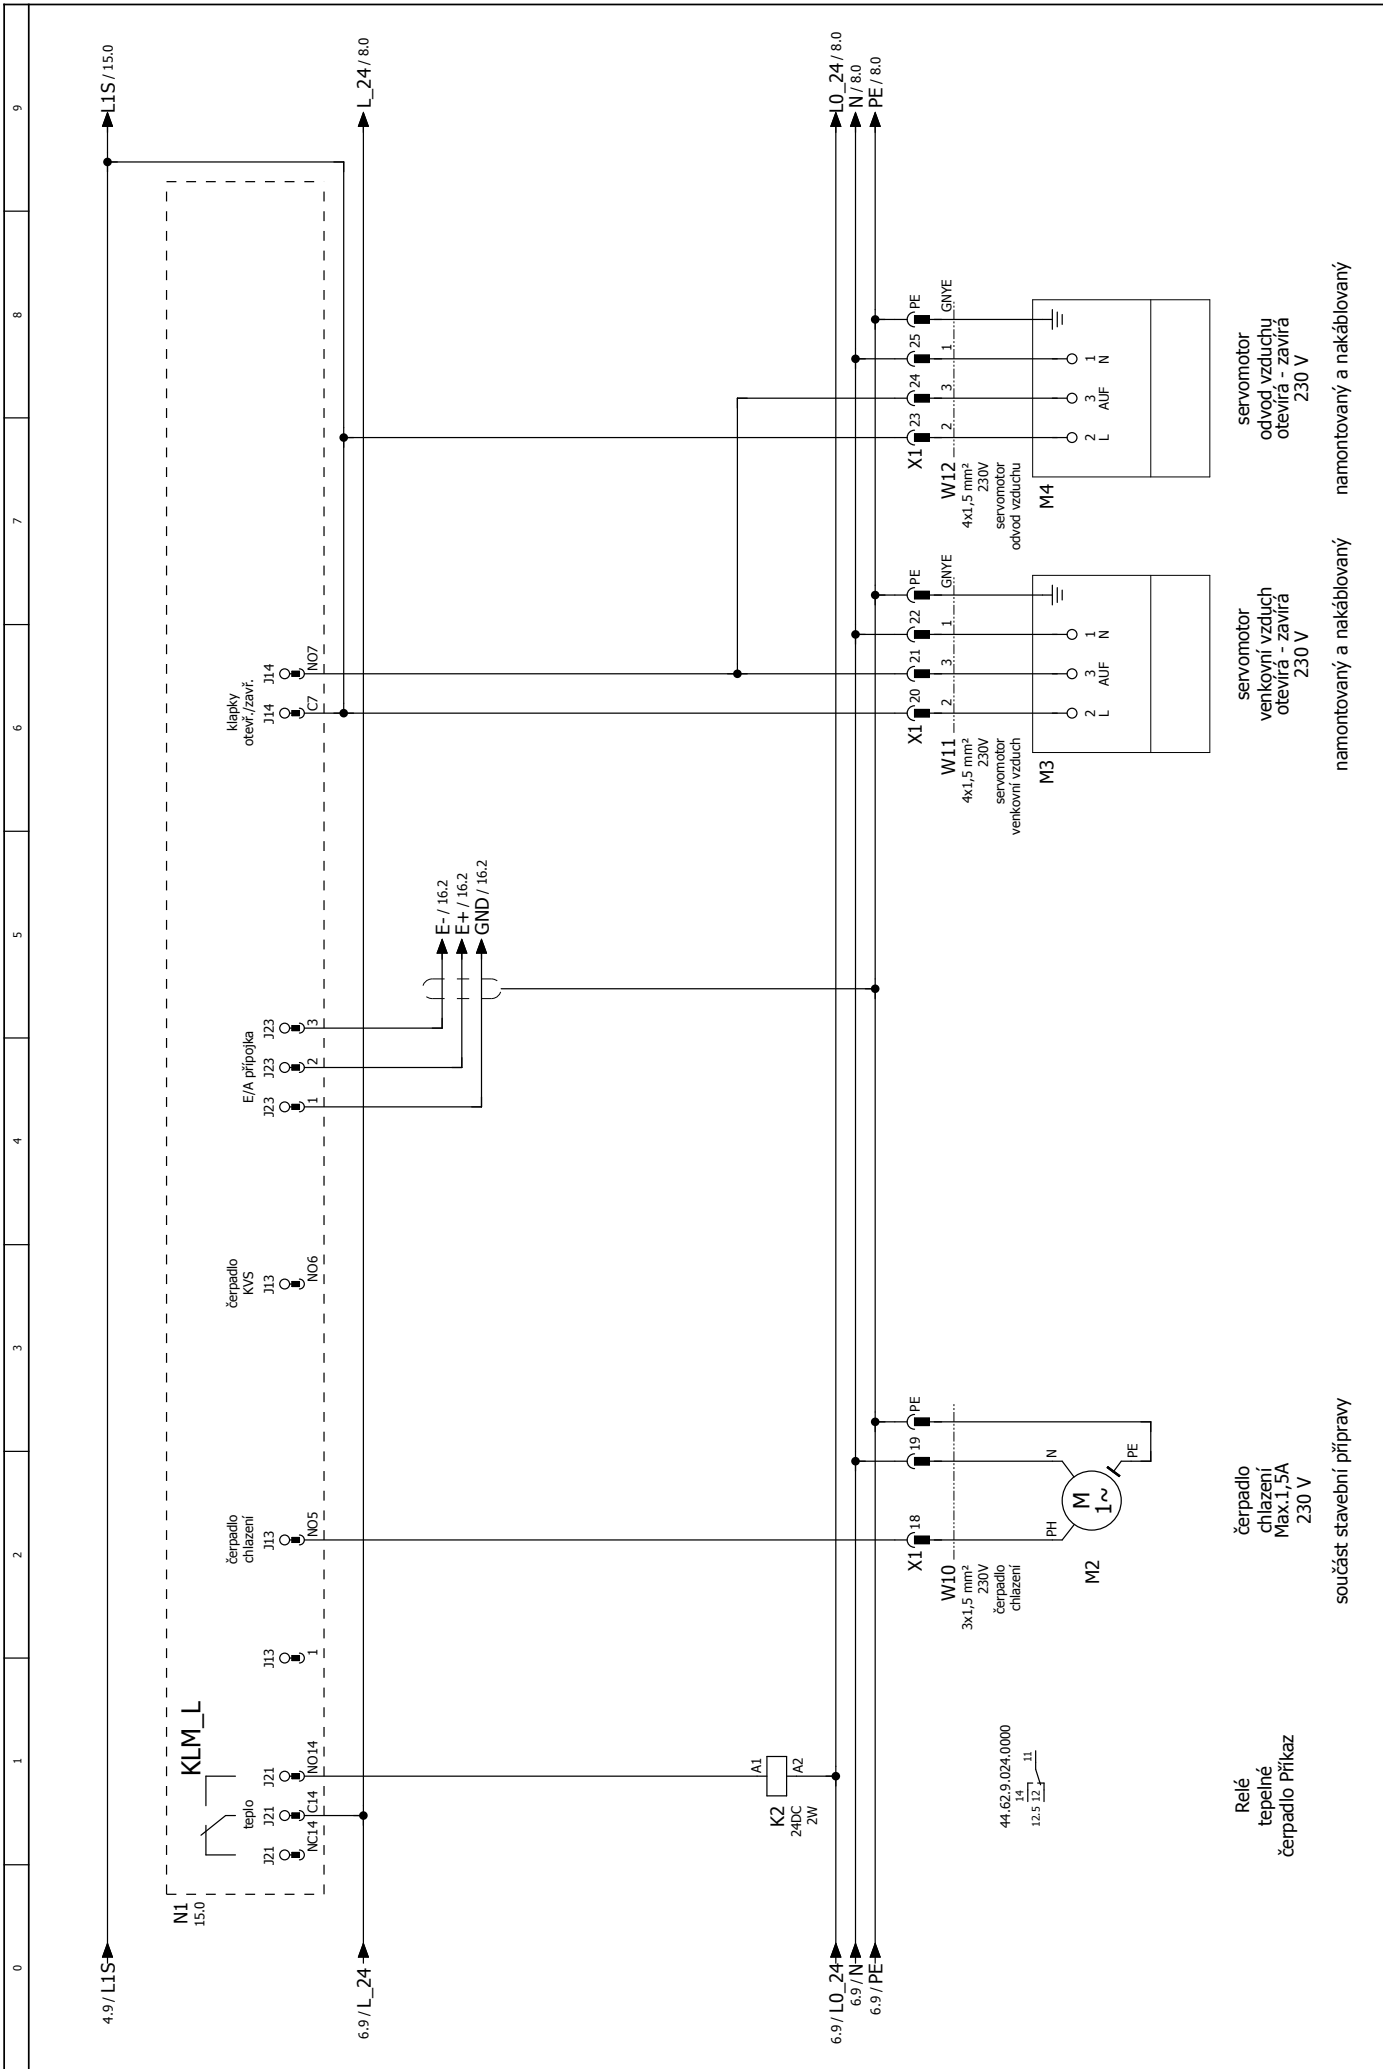 0
1
2
3
4
5
6
7
8
9
4.9 / L1S
L1S / 15.0
N1
15.0
KLM_L
teplo
J21
NC14
J21
C14
J21
NO14
J13
1
čerpadlo
chlazení
J13
NO5
čerpadlo
KVS
J13
NO6
E/A přípojka
J23
1
J23
2
J23
3
klapky
otevř./zavř.
J14
C7
J14
NO7
6.9 / L_24
L_24 / 8.0
E- / 16.2
E+ / 16.2
GND / 16.2
K2
24DC
2W
A1
A2
6.9 / L0_24
6.9 / N
6.9 / PE
L0_24 / 8.0
N / 8.0
PE / 8.0
X1
18
19
PE
W10
3x1,5 mm²
230V
čerpadlo
chlazení
PH
N
M
1~
PE
M2
X1
20
21
22
PE
W11
2
3
1
GNYE
4x1,5 mm²
230V
servomotor
venkovní vzduch
M3
2
3
1
L
AUF
N
X1
23
24
25
PE
W12
2
3
1
GNYE
4x1,5 mm²
230V
servomotor
odvod vzduchu
M4
2
3
1
L
AUF
N
44.62.9.024.0000
14
12.5
12
11
Relé
tepelné
čerpadlo Příkaz
čerpadlo
chlazení
Max.1,5A
230 V
součást stavební přípravy
servomotor
venkovní vzduch
otevírá - zavírá
230 V
namontovaný a nakáblovaný
servomotor
odvod vzduchu
otevírá - zavírá
230 V
namontovaný a nakáblovaný